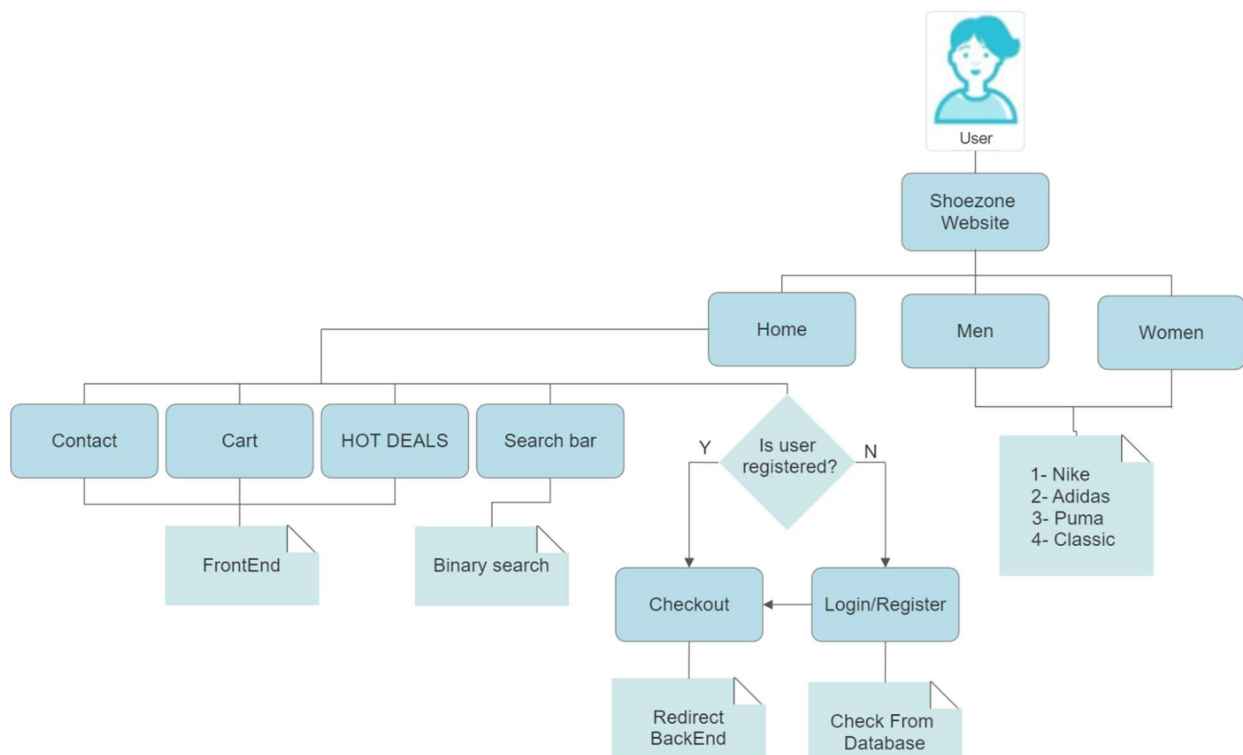 User
Shoezone
Website
Home
Men
Women
Contact
Cart
HOT DEALS
Search bar
Is user
registered?
Y
N
1- Nike
2- Adidas
3- Puma
4- Classic
FrontEnd
Binary search
Checkout
Login/Register
Redirect
BackEnd
Check From
Database